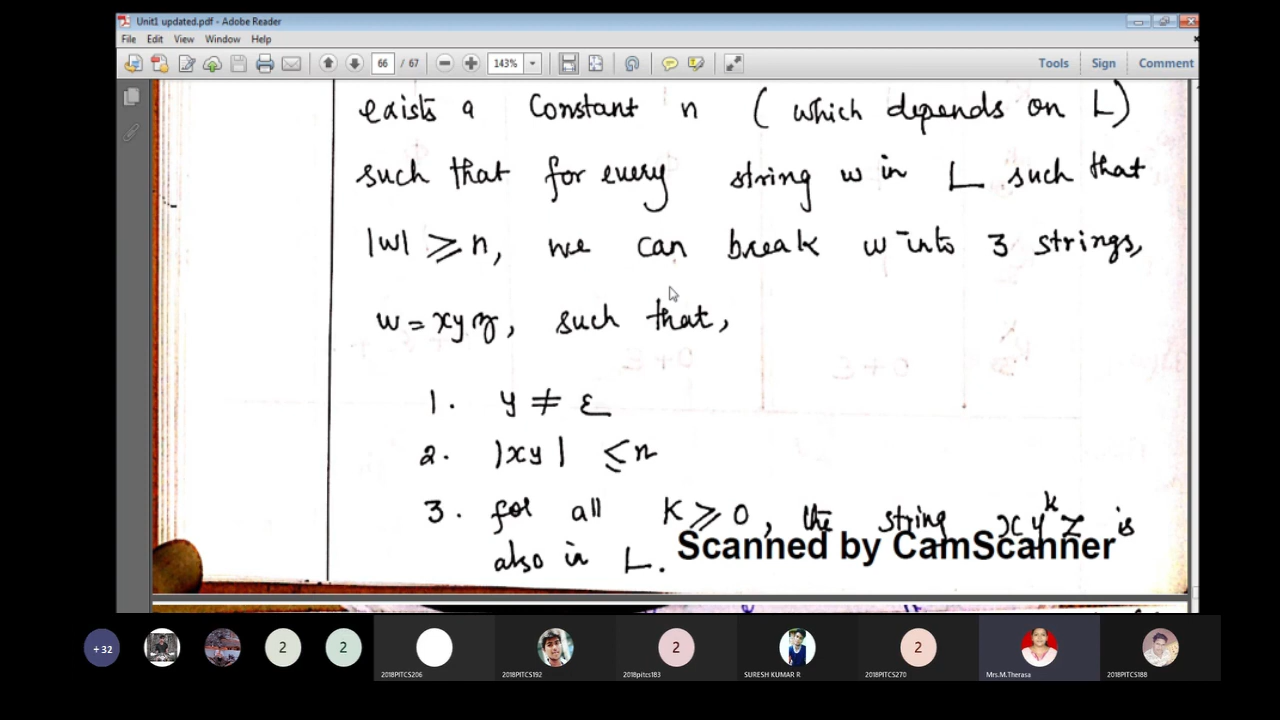 Unit1 updated.pdf - Adobe Reader
File Edit View Window Help
66 / 67 143% Tools Sign Comment
exists a Constant n ( which depends on L)
such that for every string w in L such that
|w| ⩾ n, we can break w into 3 strings,
w = xyz, such that,
1. y ≠ ε
2. |xy| ≤ n
3. for all K ⩾ 0, the string xy^k z is
also in L.
Scanned by CamScanner
+32 2 2 2 2
2018PITCS206 2018PITCS192 2018pitcs183 SURESH KUMAR R 2018PITCS270 Mrs.M.Therasa 2018PITCS188